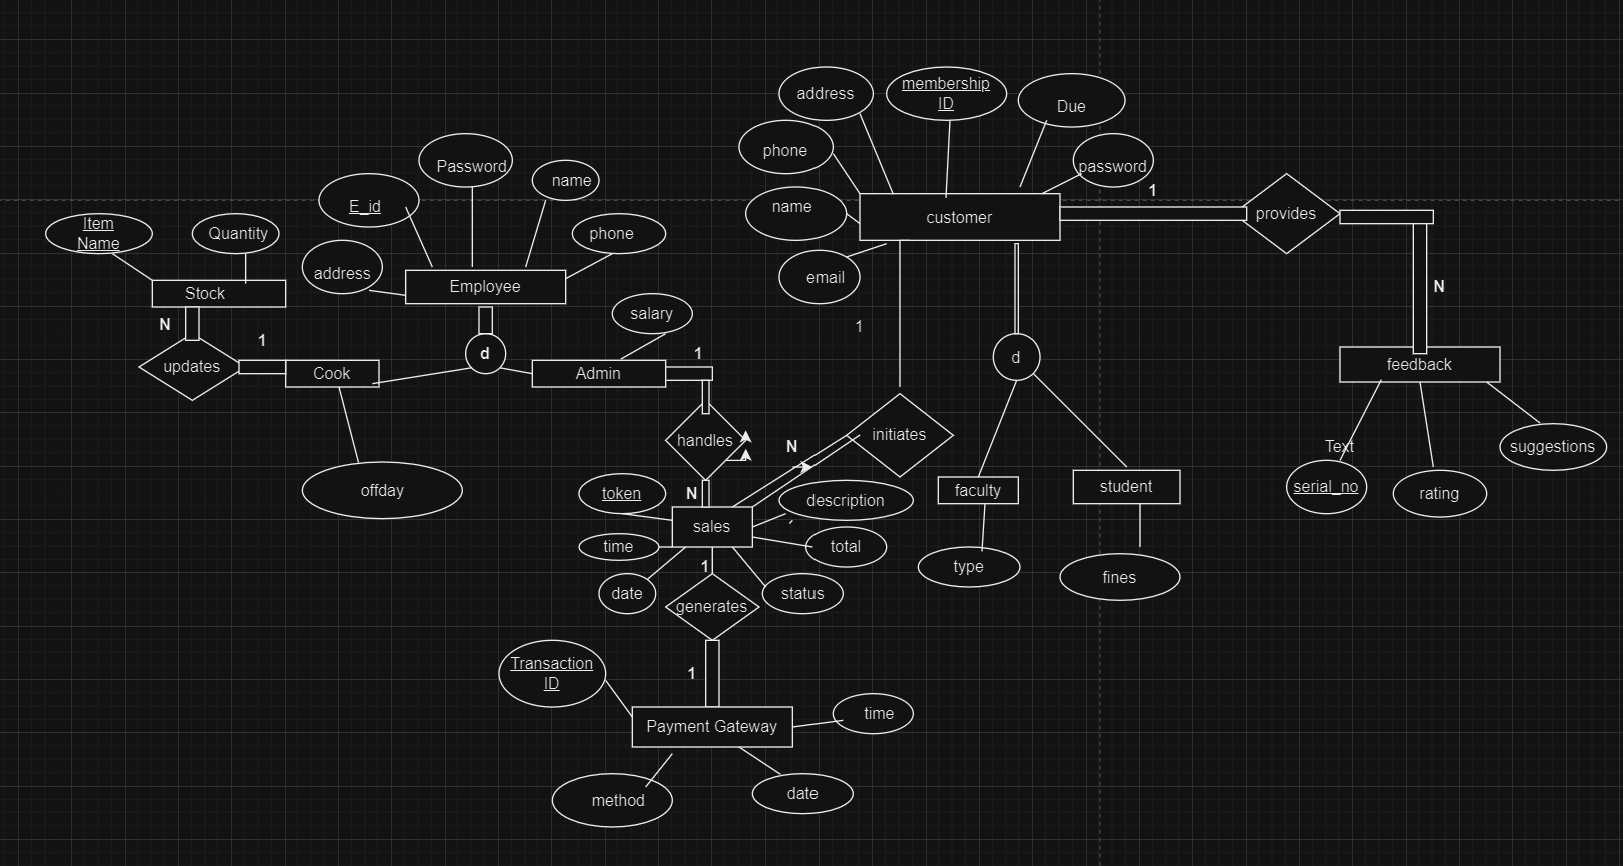 address
membership
ID
Due
phone
password
Password
name
1
E_id
name
customer
provides
Item
Name
Quantity
phone
address
email
Employee
Stock
N
salary
N
1
1
d
1
d
updates
Cook
Admin
feedback
handles
initiates
N
Text
suggestions
offday
token
N
description
faculty
student
serial_no
rating
sales
time
total
1
type
fines
date
status
generates
Transaction
ID
1
time
Payment Gateway
method
date